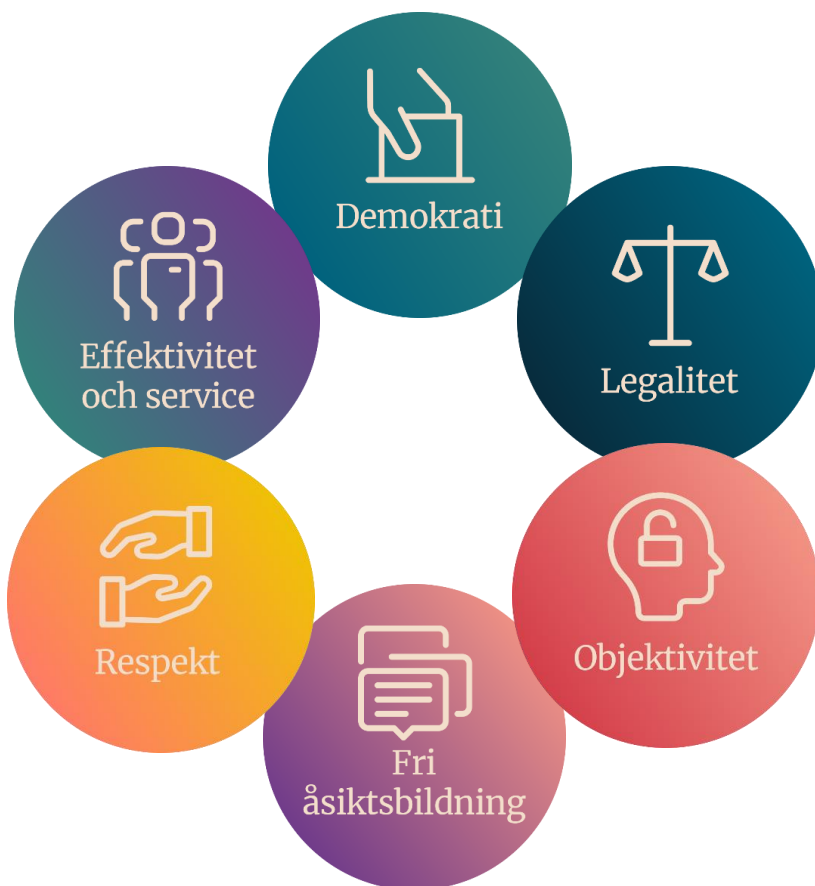 Demokrati
Legalitet
Objektivitet
Fri
åsiktsbildning
Respekt
Effektivitet
och service